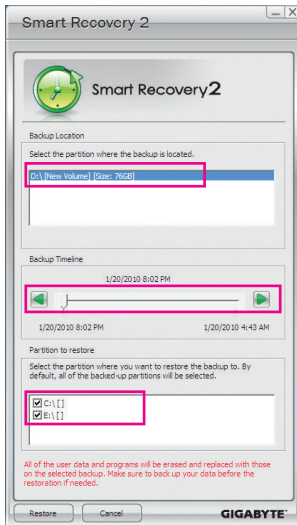 Smart Recovery 2
Smart Recovery2
Backup Location
Select the partition where the backup is located.
D:\ [New Volume] [Size: 76GB]
Backup Timeline
1/20/2010 8:02 PM
1/20/2010 8:02 PM 1/20/2010 4:43 AM
Partition to restore
Select the partition where you want to restore the backup to. By
default, all of the backed-up partitions will be selected.
C:\ [ ]
E:\ [ ]
All of the user data and programs will be erased and replaced with those
on the selected backup. Make sure to back up your data before the
restoration if needed.
Restore Cancel GIGABYTE